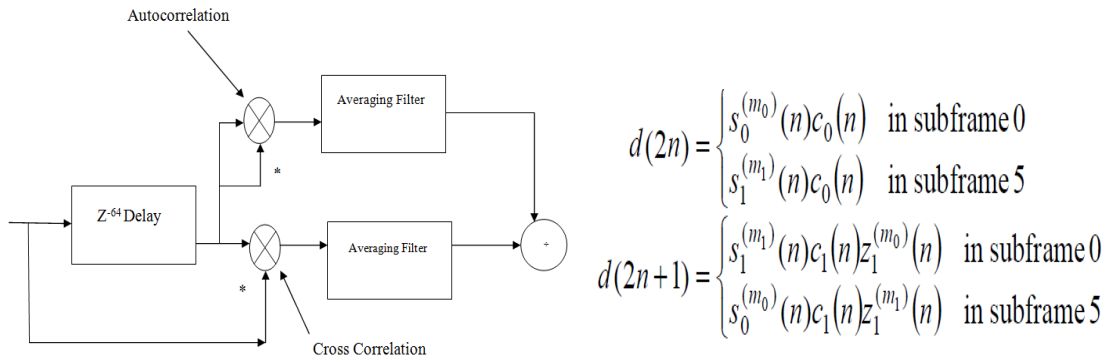 Autocorrelation
Averaging Filter
*
Z⁻⁶⁴ Delay
Averaging Filter
÷
*
Cross Correlation
d(2n) = { s₀^(m₀)(n)c₀(n) in subframe 0
s₁^(m₁)(n)c₀(n) in subframe 5
d(2n+1) = { s₁^(m₁)(n)c₁(n)z₁^(m₀)(n) in subframe 0
s₀^(m₀)(n)c₁(n)z₁^(m₁)(n) in subframe 5